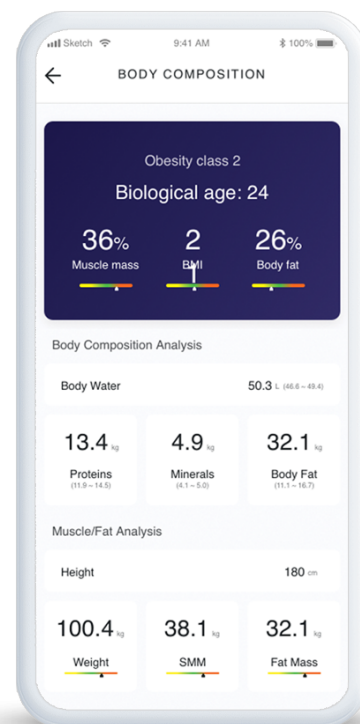 Sketch 9:41 AM 100%
BODY COMPOSITION
Obesity class 2
Biological age: 24
36% 2 26%
Muscle mass BMI Body fat
Body Composition Analysis
Body Water 50.3 L (46.6 – 49.4)
13.4 kg 4.9 kg 32.1 kg
Proteins Minerals Body Fat
(11.9 – 14.5) (4.1 – 5.0) (11.1 – 16.7)
Muscle/Fat Analysis
Height 180 cm
100.4 kg 38.1 kg 32.1 kg
Weight SMM Fat Mass